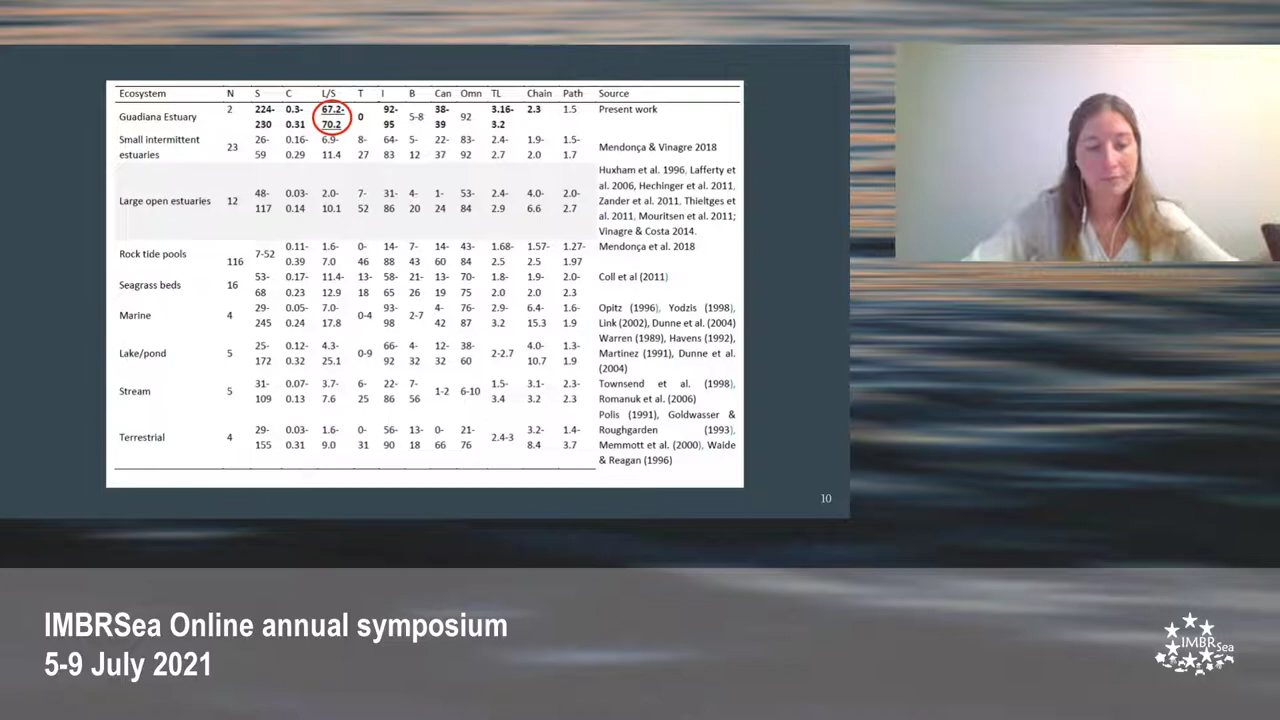 Ecosystem N S C L/S T I B Can Omn TL Chain Path Source
Guadiana Estuary 2 224-230 0.3-0.31 67.2-70.2 0 92-95 5-8 38-39 92 3.16-3.2 2.3 1.5 Present work
Small intermittent estuaries 23 26-59 0.16-0.29 6.9-11.4 8-27 64-83 5-12 22-37 83-92 2.4-2.7 1.9-2.0 1.5-1.7 Mendonça & Vinagre 2018
Large open estuaries 12 48-117 0.03-0.14 2.0-10.1 7-52 31-86 4-20 1-24 53-84 2.4-2.9 4.0-6.6 2.0-2.7 Huxham et al. 1996, Lafferty et al. 2006, Hechinger et al. 2011, Zander et al. 2011, Thieltges et al. 2011, Mouritsen et al. 2011; Vinagre & Costa 2014.
Rock tide pools 116 7-52 0.11-0.39 1.6-7.0 0-46 14-88 7-43 14-60 43-84 1.68-2.5 1.57-2.5 1.27-1.97 Mendonça et al. 2018
Seagrass beds 16 53-68 0.17-0.23 11.4-12.9 13-18 58-65 21-26 13-19 70-75 1.8-2.0 1.9-2.0 2.0-2.3 Coll et al (2011)
Marine 4 29-245 0.05-0.24 7.0-17.8 0-4 93-98 2-7 4-42 76-87 2.9-3.2 6.4-15.3 1.6-1.9 Opitz (1996), Yodzis (1998), Link (2002), Dunne et al. (2004)
Lake/pond 5 25-172 0.12-0.32 4.3-25.1 0-9 66-92 4-32 12-32 38-60 2-2.7 4.0-10.7 1.3-1.9 Warren (1989), Havens (1992), Martinez (1991), Dunne et al. (2004)
Stream 5 31-109 0.07-0.13 3.7-7.6 6-25 22-86 7-56 1-2 6-10 1.5-3.4 3.1-3.2 2.3-2.3 Townsend et al. (1998), Romanuk et al. (2006)
Terrestrial 4 29-155 0.03-0.31 1.6-9.0 0-31 56-90 13-18 0-66 21-76 2.4-3 3.2-8.4 1.4-3.7 Polis (1991), Goldwasser & Roughgarden (1993), Memmott et al. (2000), Waide & Reagan (1996)
10
IMBRSea Online annual symposium
5-9 July 2021
IMBRSea